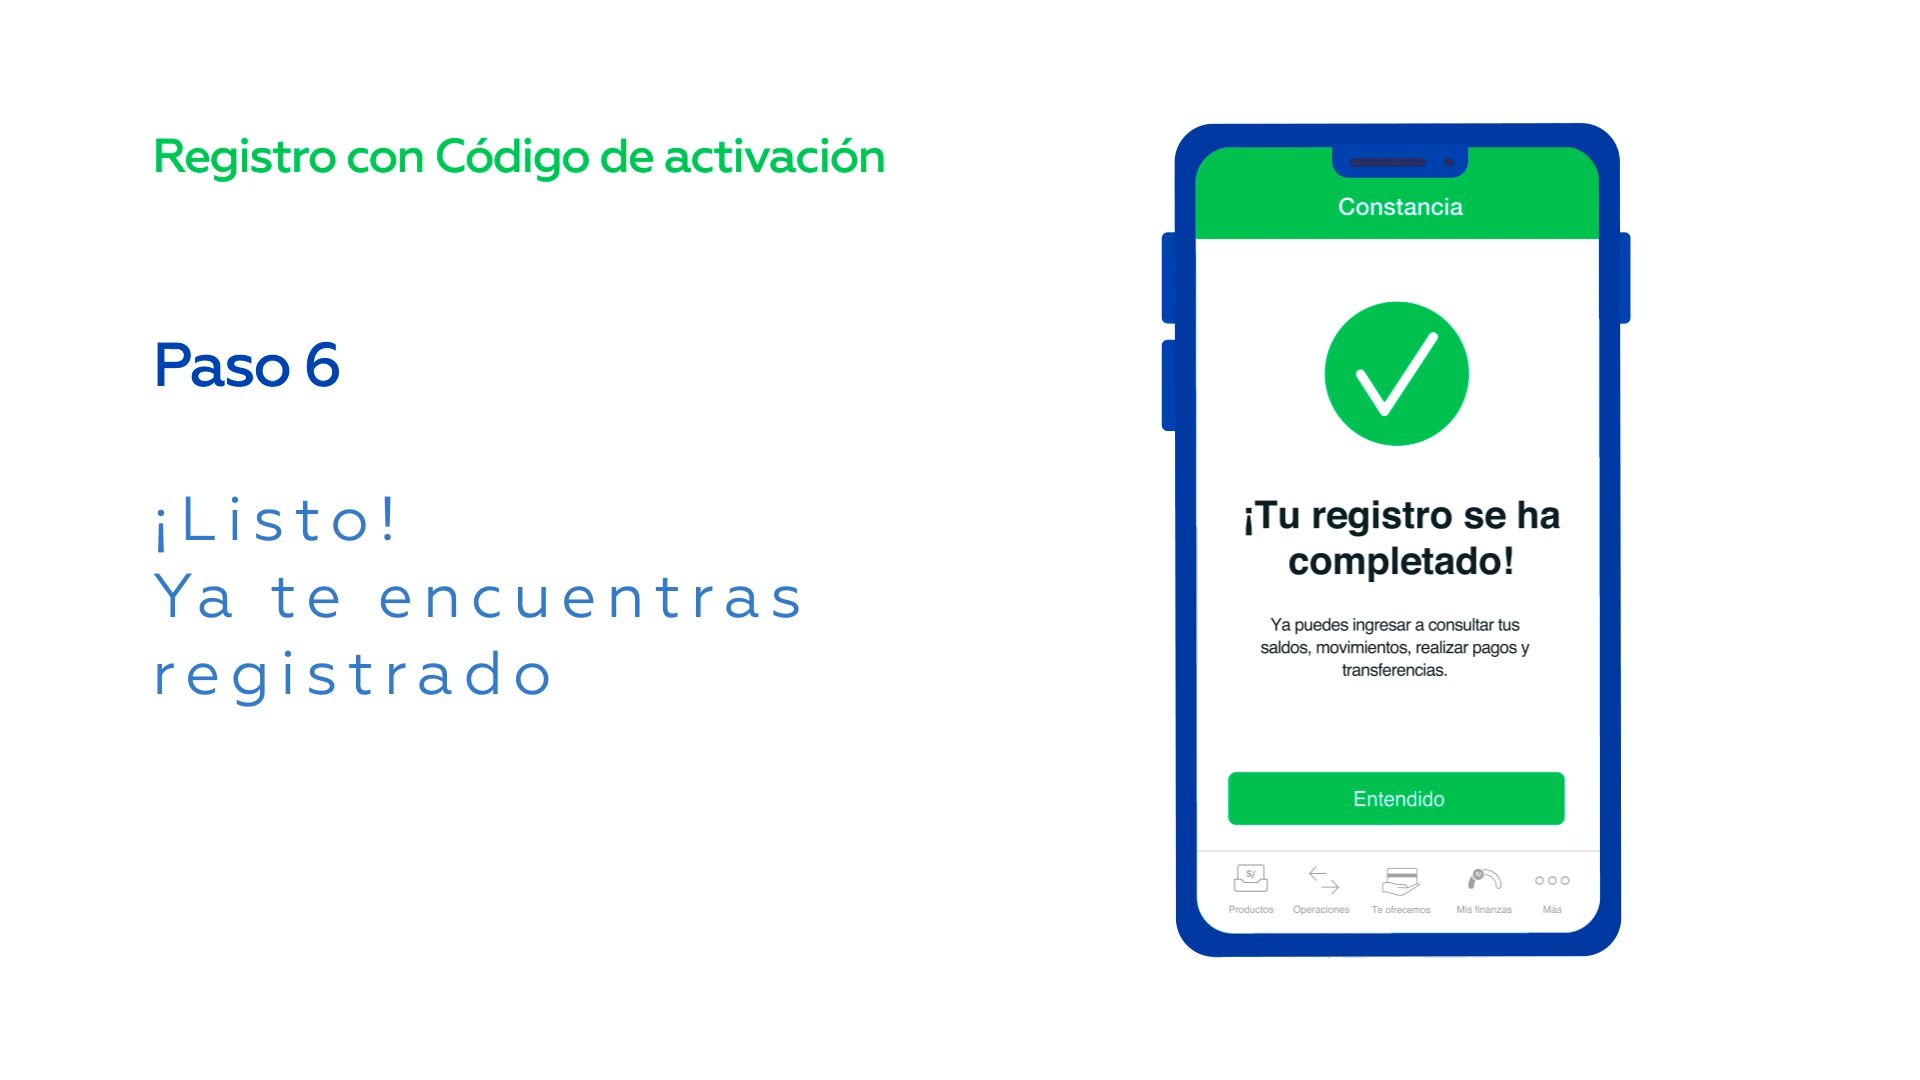 Registro con Código de activación
Paso 6
¡Listo!
Ya te encuentras
registrado
Constancia
¡Tu registro se ha
completado!
Ya puedes ingresar a consultar tus
saldos, movimientos, realizar pagos y
transferencias.
Entendido
S/ S/
Productos Operaciones Te ofrecemos Mis finanzas Más